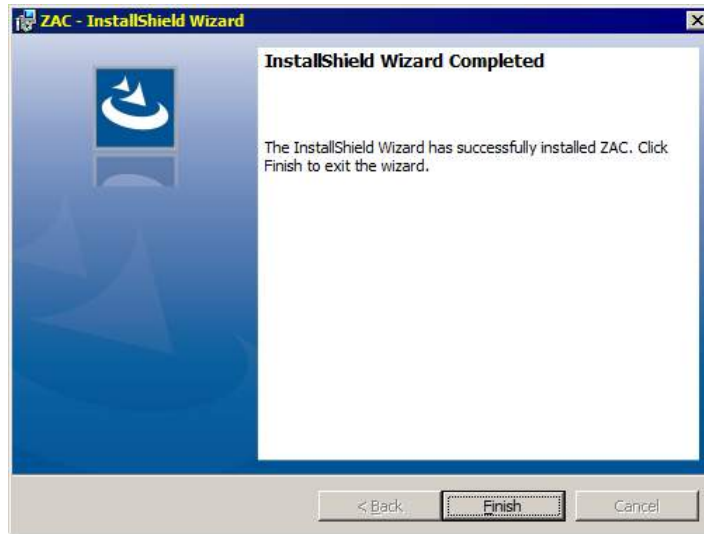 ZAC - InstallShield Wizard
InstallShield Wizard Completed
The InstallShield Wizard has successfully installed ZAC. Click
Finish to exit the wizard.
< Back
Finish
Cancel